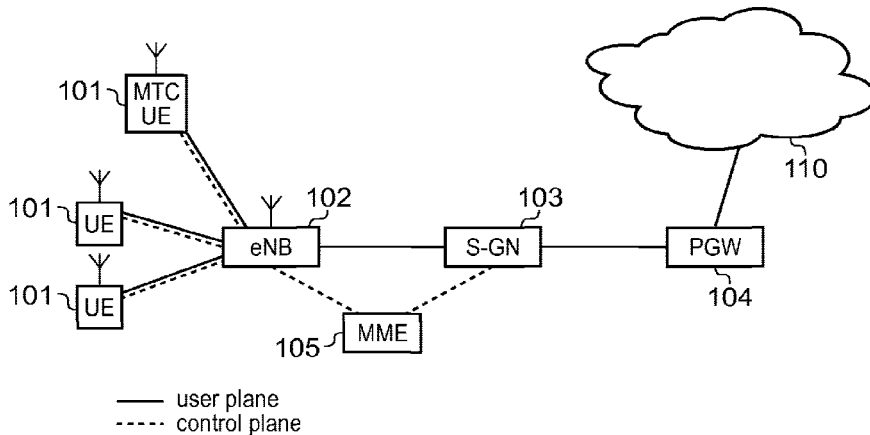 101
MTC
UE
110
101
UE
102
eNB
103
S-GN
PGW
104
101
UE
105
MME
user plane
control plane